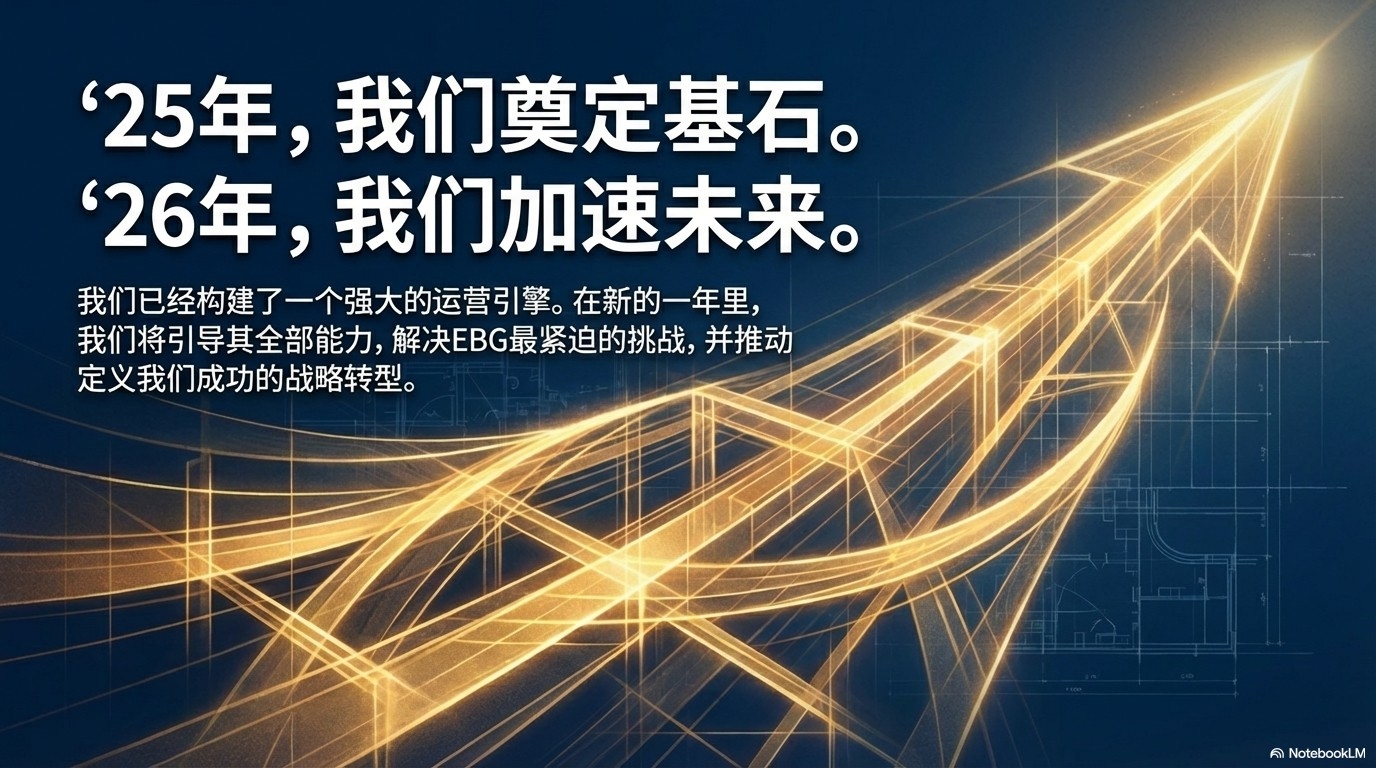 ‘25年，我们奠定基石。
‘26年，我们加速未来。
我们已经构建了一个强大的运营引擎。在新的一年里，
我们将引导其全部能力，解决EBG最紧迫的挑战，并推动
定义我们成功的战略转型。
NotebookLM